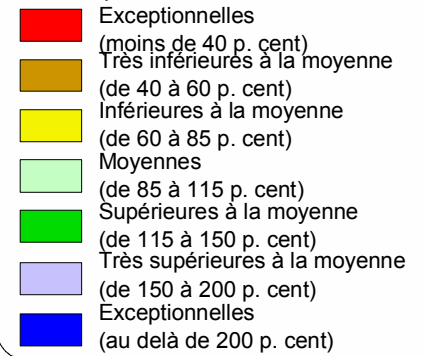 Exceptionnelles
(moins de 40 p. cent)
Très inférieures à la moyenne
(de 40 à 60 p. cent)
Inférieures à la moyenne
(de 60 à 85 p. cent)
Moyennes
(de 85 à 115 p. cent)
Supérieures à la moyenne
(de 115 à 150 p. cent)
Très supérieures à la moyenne
(de 150 à 200 p. cent)
Exceptionnelles
(au delà de 200 p. cent)